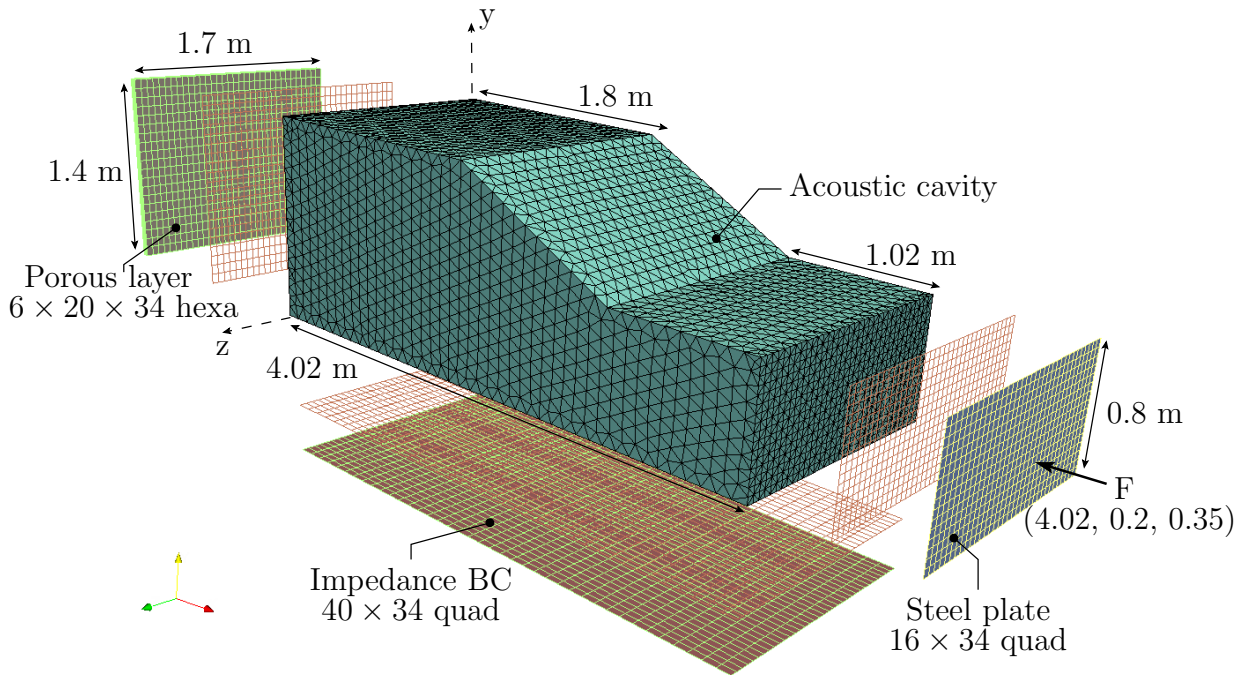 y
1.7 m
1.8 m
1.4 m
Acoustic cavity
1.02 m
Porous layer
6 × 20 × 34 hexa
z
4.02 m
0.8 m
F
(4.02, 0.2, 0.35)
Impedance BC
40 × 34 quad
Steel plate
16 × 34 quad